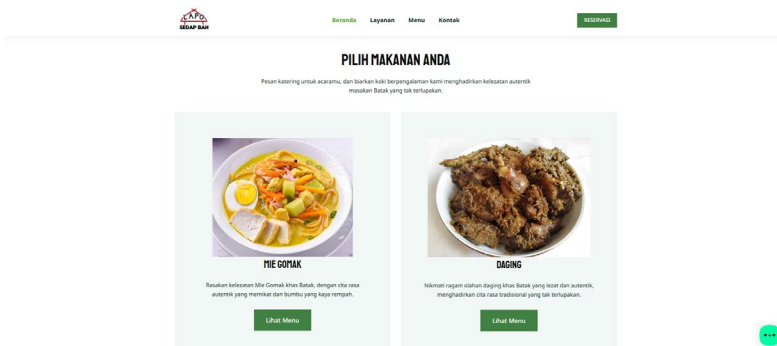 LAPO
SEDAP BAH
Beranda
Layanan
Menu
Kontak
RESERVASI
PILIH MAKANAN ANDA
Pesan katering untuk acaramu, dan biarkan koki berpengalaman kami menghadirkan kelezatan autentik
masakan Batak yang tak terlupakan.
MIE GOMAK
Rasakan kelezatan Mie Gomak khas Batak, dengan cita rasa
autentik yang memikat dan bumbu yang kaya rempah.
Lihat Menu
DAGING
Nikmati ragam olahan daging khas Batak yang lezat dan autentik,
menghadirkan cita rasa tradisional yang tak terlupakan.
Lihat Menu